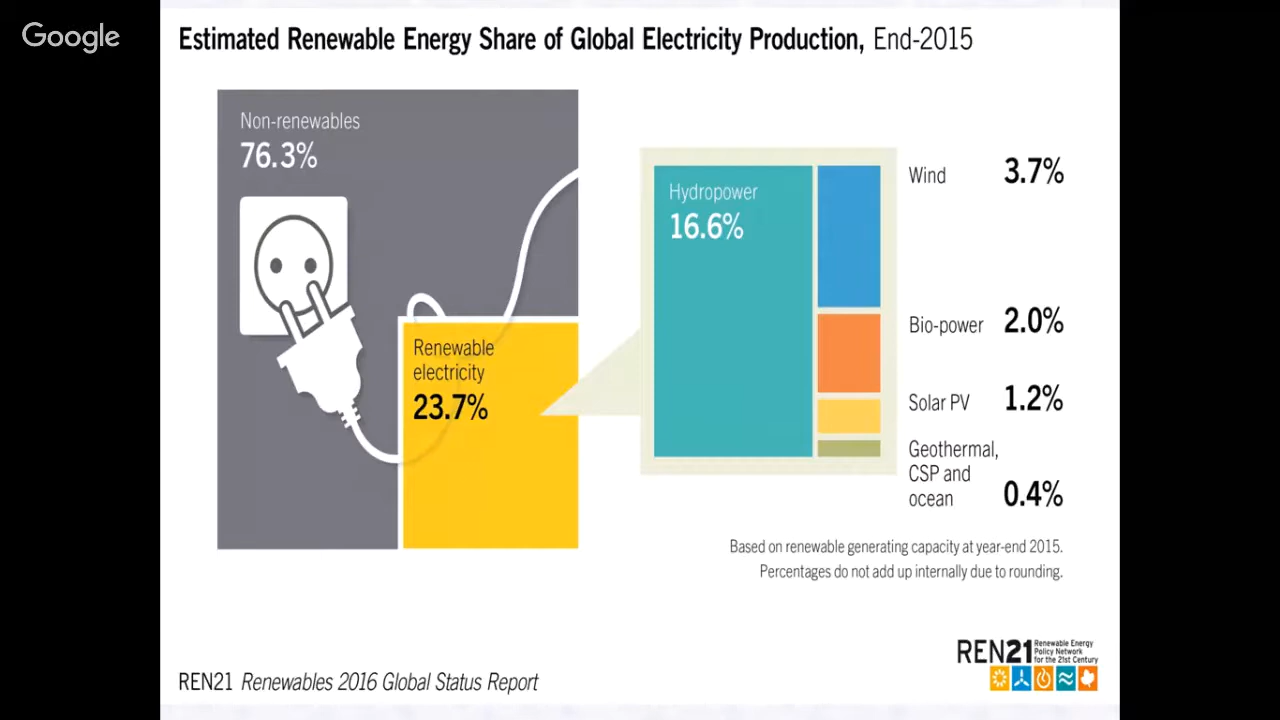 Google
Estimated Renewable Energy Share of Global Electricity Production, End-2015
Non-renewables
76.3%
Renewable
electricity
23.7%
Hydropower
16.6%
Wind 3.7%
Bio-power 2.0%
Solar PV 1.2%
Geothermal,
CSP and
ocean 0.4%
Based on renewable generating capacity at year-end 2015.
Percentages do not add up internally due to rounding.
REN21 Renewable Energy
Policy Network
for the 21st Century
REN21 Renewables 2016 Global Status Report